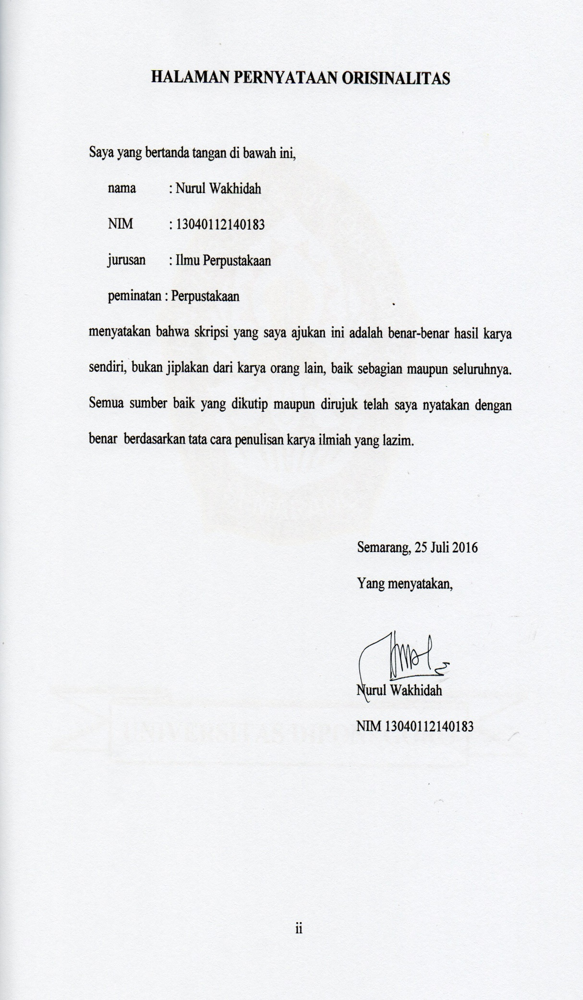 HALAMAN PERNYATAAN ORISINALITAS
Saya yang bertanda tangan di bawah ini,
nama : Nurul Wakhidah
NIM : 13040112140183
jurusan : Ilmu Perpustakaan
peminatan : Perpustakaan
menyatakan bahwa skripsi yang saya ajukan ini adalah benar-benar hasil karya
sendiri, bukan jiplakan dari karya orang lain, baik sebagian maupun seluruhnya.
Semua sumber baik yang dikutip maupun dirujuk telah saya nyatakan dengan
benar berdasarkan tata cara penulisan karya ilmiah yang lazim.
Semarang, 25 Juli 2016
Yang menyatakan,
Nurul Wakhidah
NIM 13040112140183
ii